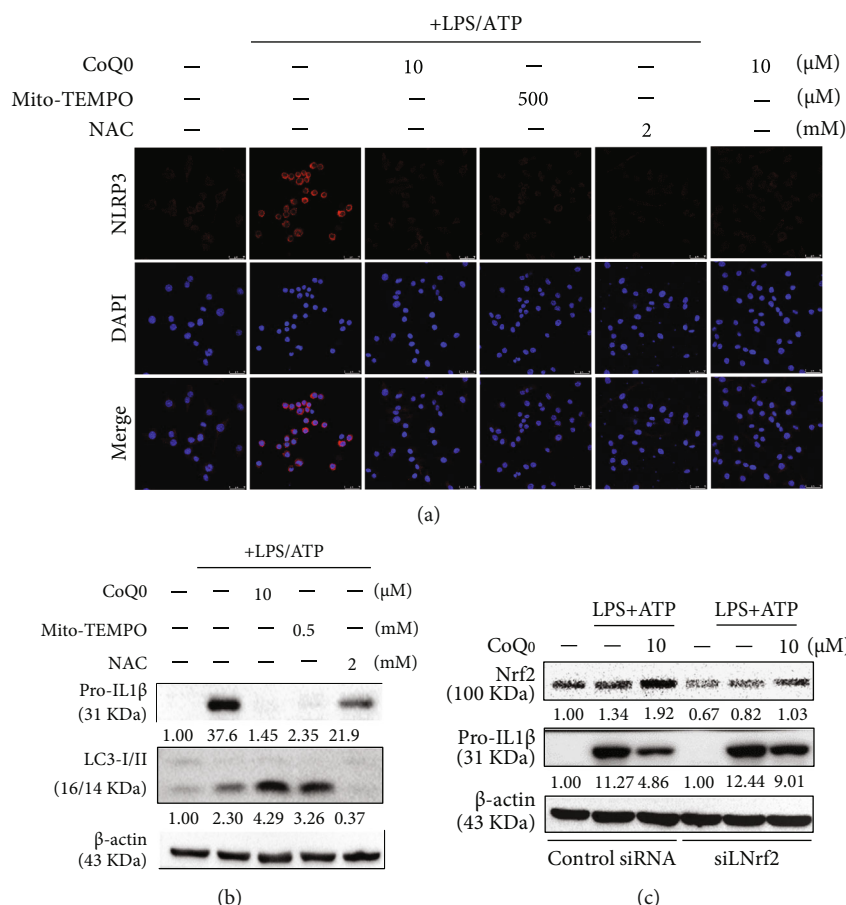 +LPS/ATP
CoQ0 – – 10 – – 10 (μM)
Mito-TEMPO – – – 500 – – (μM)
NAC – – – – 2 – (mM)
NLRP3
DAPI
Merge
(a)
+LPS/ATP
CoQ0 – – 10 – – (μM)
Mito-TEMPO – – – 0.5 – (mM)
NAC – – – – 2 (mM)
Pro-IL1β
(31 KDa)
1.00 37.6 1.45 2.35 21.9
LC3-I/II
(16/14 KDa)
1.00 2.30 4.29 3.26 0.37
β-actin
(43 KDa)
(b)
LPS+ATP LPS+ATP
CoQ0 – – 10 – – 10 (μM)
Nrf2
(100 KDa)
1.00 1.34 1.92 0.67 0.82 1.03
Pro-IL1β
(31 KDa)
1.00 11.27 4.86 1.00 12.44 9.01
β-actin
(43 KDa)
Control siRNA siLNrf2
(c)